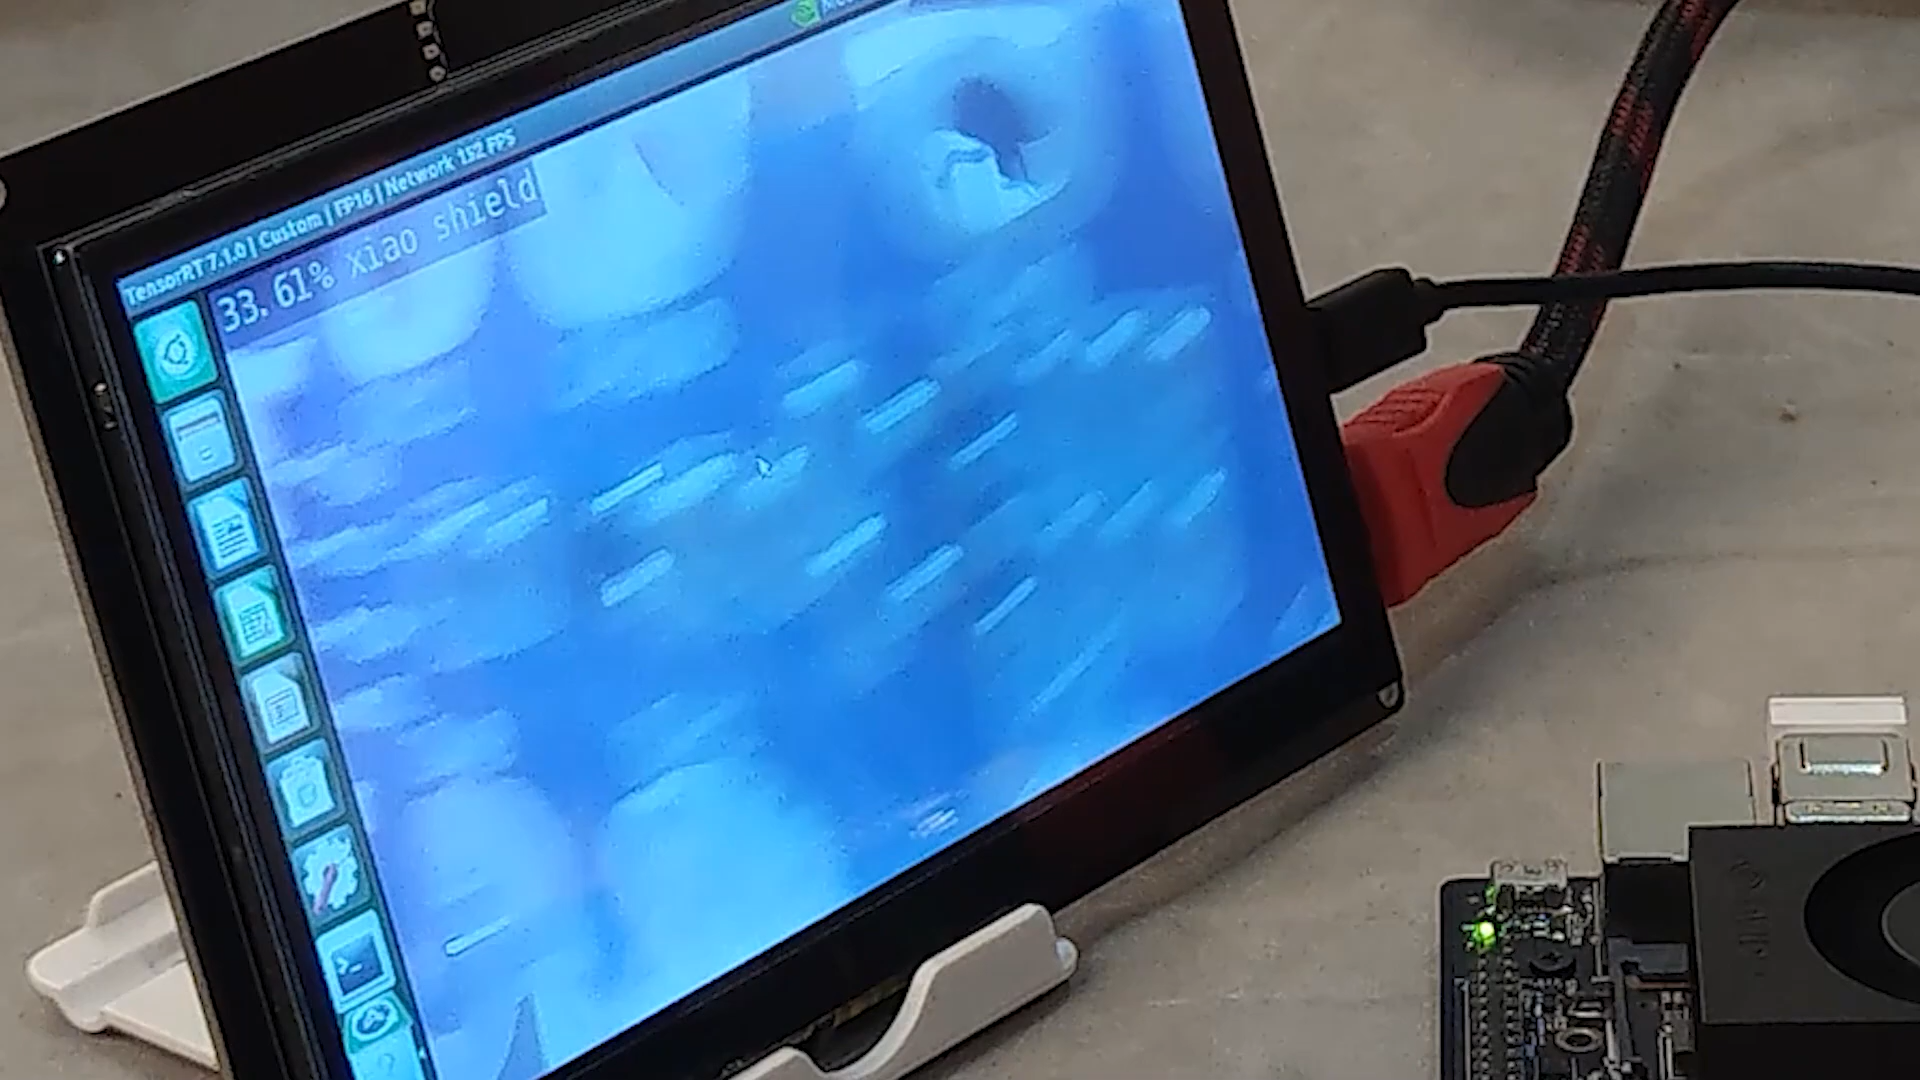 TensorRT 7.1.0 | Custom | FP16 | Network 152 FPS
33.61% xiao shield